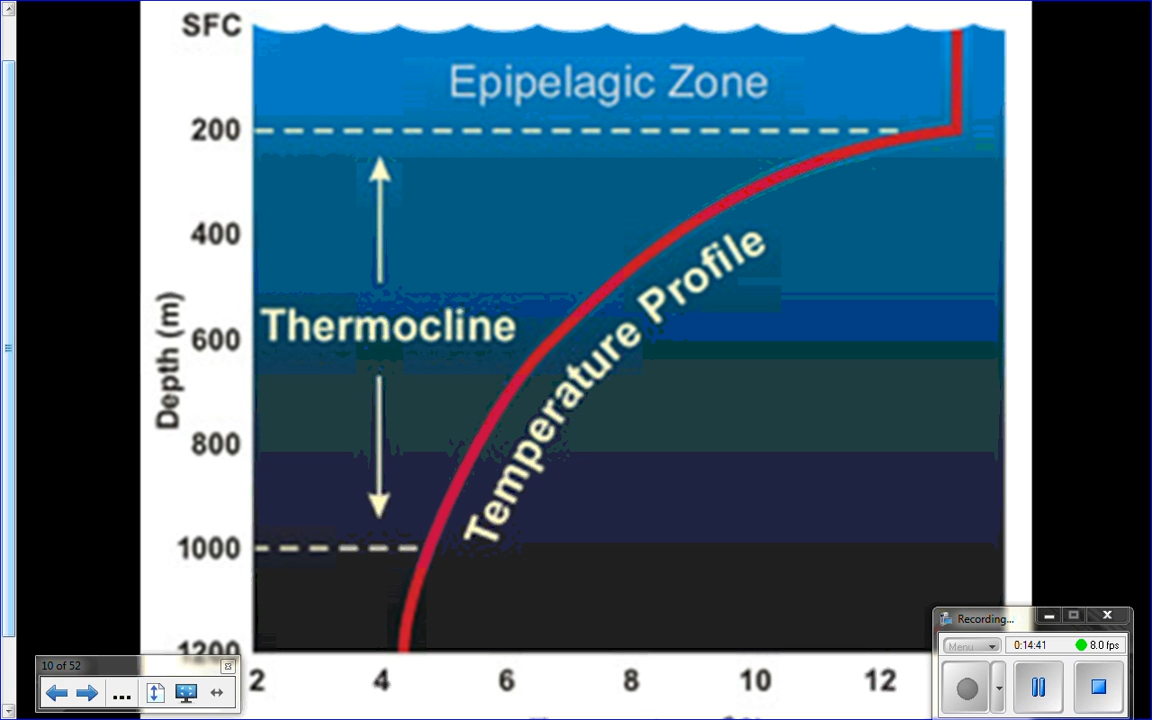 SFC
Epipelagic Zone
200
400
Temperature Profile
Thermocline
Depth (m)
600
800
1000
1200
2 4 6 8 10 12
10 of 52
...
Recording...
Menu
0:14:41
8.0 fps